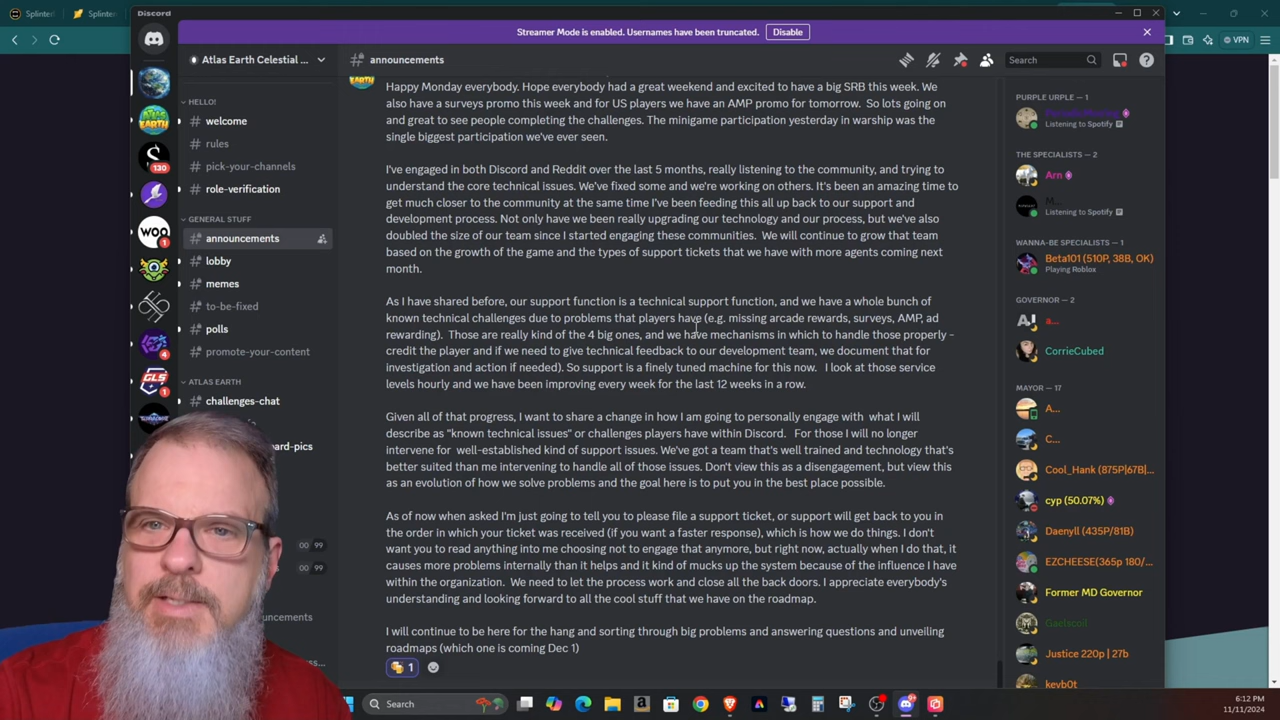 Splinter
Splinte
Discord
VPN
Streamer Mode is enabled. Usernames have been truncated.
Disable
Atlas Earth Celestial ...
announcements
Search
HELLO!
welcome
rules
pick-your-channels
role-verification
GENERAL STUFF
announcements
lobby
memes
to-be-fixed
polls
promote-your-content
ATLAS EARTH
challenges-chat
ard-pics
00 99
00 99
uncements
ATLAS EARTH
130
WOO
1
4
GLS
1
Happy Monday everybody. Hope everybody had a great weekend and excited to have a big SRB this week. We
also have a surveys promo this week and for US players we have an AMP promo for tomorrow. So lots going on
and great to see people completing the challenges. The minigame participation yesterday in warship was the
single biggest participation we've ever seen.
I've engaged in both Discord and Reddit over the last 5 months, really listening to the community, and trying to
understand the core technical issues. We've fixed some and we're working on others. It's been an amazing time to
get much closer to the community at the same time I've been feeding this all up back to our support and
development process. Not only have we been really upgrading our technology and our process, but we've also
doubled the size of our team since I started engaging these communities. We will continue to grow that team
based on the growth of the game and the types of support tickets that we have with more agents coming next
month.
As I have shared before, our support function is a technical support function, and we have a whole bunch of
known technical challenges due to problems that players have (e.g. missing arcade rewards, surveys, AMP, ad
rewarding). Those are really kind of the 4 big ones, and we have mechanisms in which to handle those properly -
credit the player and if we need to give technical feedback to our development team, we document that for
investigation and action if needed). So support is a finely tuned machine for this now. I look at those service
levels hourly and we have been improving every week for the last 12 weeks in a row.
Given all of that progress, I want to share a change in how I am going to personally engage with what I will
describe as "known technical issues" or challenges players have within Discord. For those I will no longer
intervene for well-established kind of support issues. We've got a team that's well trained and technology that's
better suited than me intervening to handle all of those issues. Don't view this as a disengagement, but view this
as an evolution of how we solve problems and the goal here is to put you in the best place possible.
As of now when asked I'm just going to tell you to please file a support ticket, or support will get back to you in
the order in which your ticket was received (if you want a faster response), which is how we do things. I don't
want you to read anything into me choosing not to engage that anymore, but right now, actually when I do that, it
causes more problems internally than it helps and it kind of mucks up the system because of the influence I have
within the organization. We need to let the process work and close all the back doors. I appreciate everybody's
understanding and looking forward to all the cool stuff that we have on the roadmap.
I will continue to be here for the hang and sorting through big problems and answering questions and unveiling
roadmaps (which one is coming Dec 1)
1
PURPLE URPLE — 1
Listening to Spotify
THE SPECIALISTS — 2
Arn
M...
Listening to Spotify
WANNA-BE SPECIALISTS — 1
Beta101 (510P, 38B, OK)
Playing Roblox
GOVERNOR — 2
a...
CorrieCubed
MAYOR — 17
A...
C...
Cool_Hank (875P|67B|...
cyp (50.07%)
Daenyll (435P/81B)
EZCHEESE(365p 180/...
Former MD Governor
Gaelscoil
Justice 220p | 27b
kevb0t
Search
6:12 PM
11/11/2024